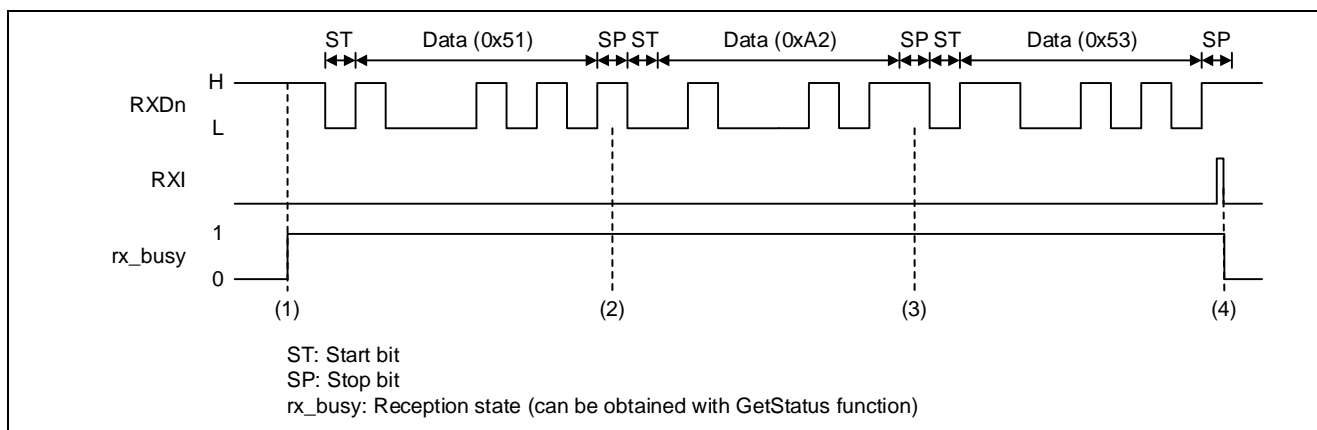 ST Data (0x51) SP ST Data (0xA2) SP ST Data (0x53) SP
H
RXDn
L
RXI
1
rx_busy
0
(1) (2) (3) (4)
ST: Start bit
SP: Stop bit
rx_busy: Reception state (can be obtained with GetStatus function)